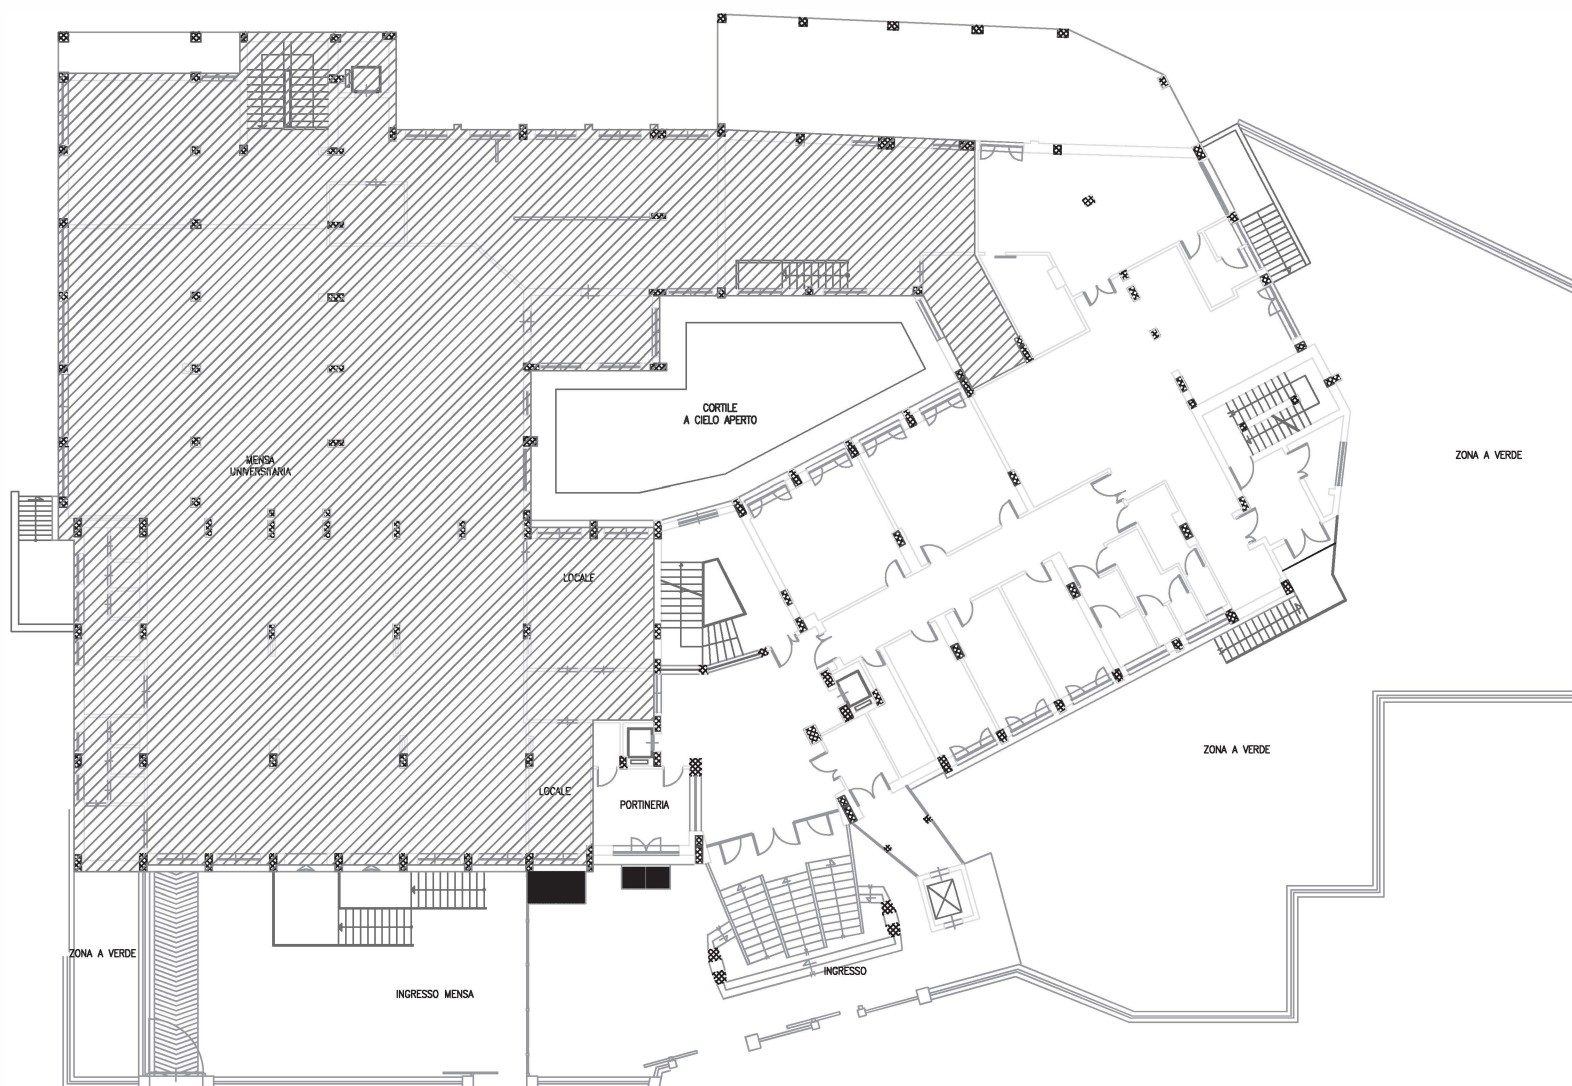 CORTILE
A CIELO APERTO
ZONA A VERDE
MENSA
UNIVERSITARIA
LOCALE
ZONA A VERDE
LOCALE
PORTINERIA
ZONA A VERDE
INGRESSO
INGRESSO MENSA